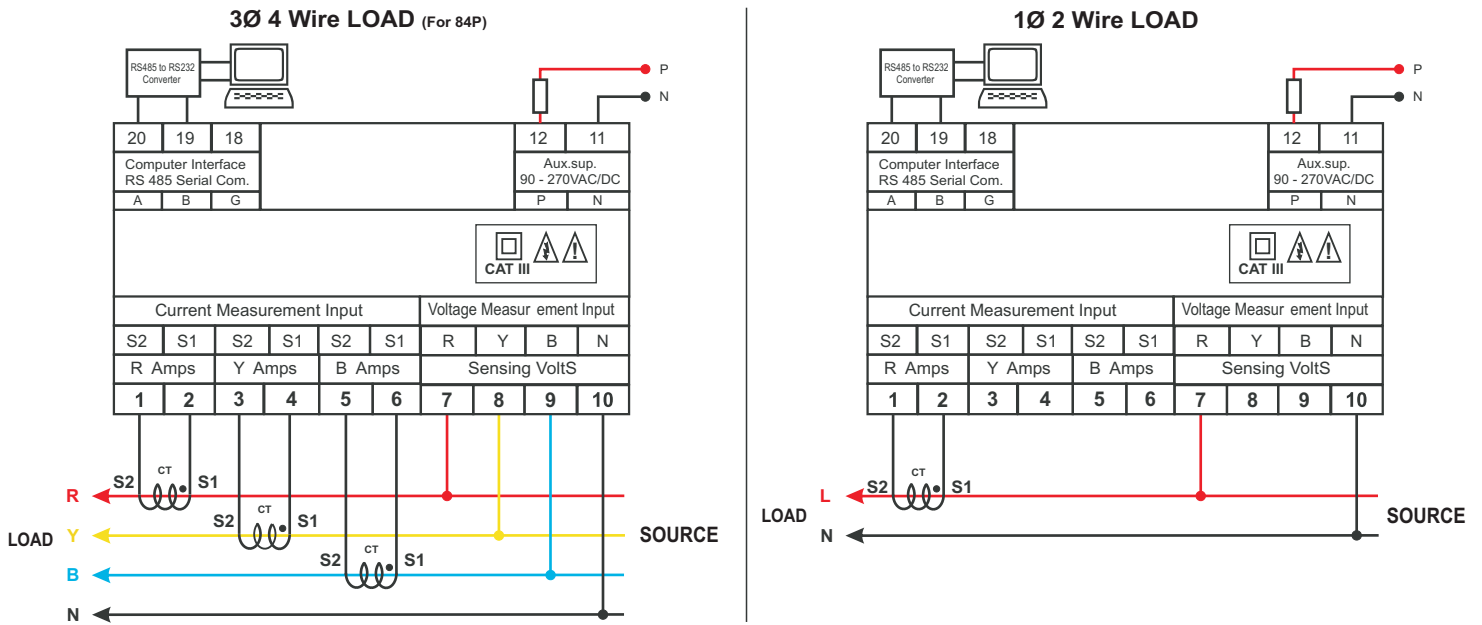 3Ø 4 Wire LOAD (For 84P)
RS485 to RS232
Converter
P
N
20 19 18
12 11
Computer Interface
RS 485 Serial Com.
Aux.sup.
90 - 270VAC/DC
A B G
P N
CAT III
Current Measurement Input
Voltage Measur ement Input
S2 S1 S2 S1 S2 S1 R Y B N
R Amps Y Amps B Amps Sensing VoltS
1 2 3 4 5 6 7 8 9 10
S2 CT S1
R
S2 CT S1
LOAD Y SOURCE
S2 CT S1
B
N
1Ø 2 Wire LOAD
RS485 to RS232
Converter
P
N
20 19 18
12 11
Computer Interface
RS 485 Serial Com.
Aux.sup.
90 - 270VAC/DC
A B G
P N
CAT III
Current Measurement Input
Voltage Measur ement Input
S2 S1 S2 S1 S2 S1 R Y B N
R Amps Y Amps B Amps Sensing VoltS
1 2 3 4 5 6 7 8 9 10
S2 CT S1
L
LOAD SOURCE
N